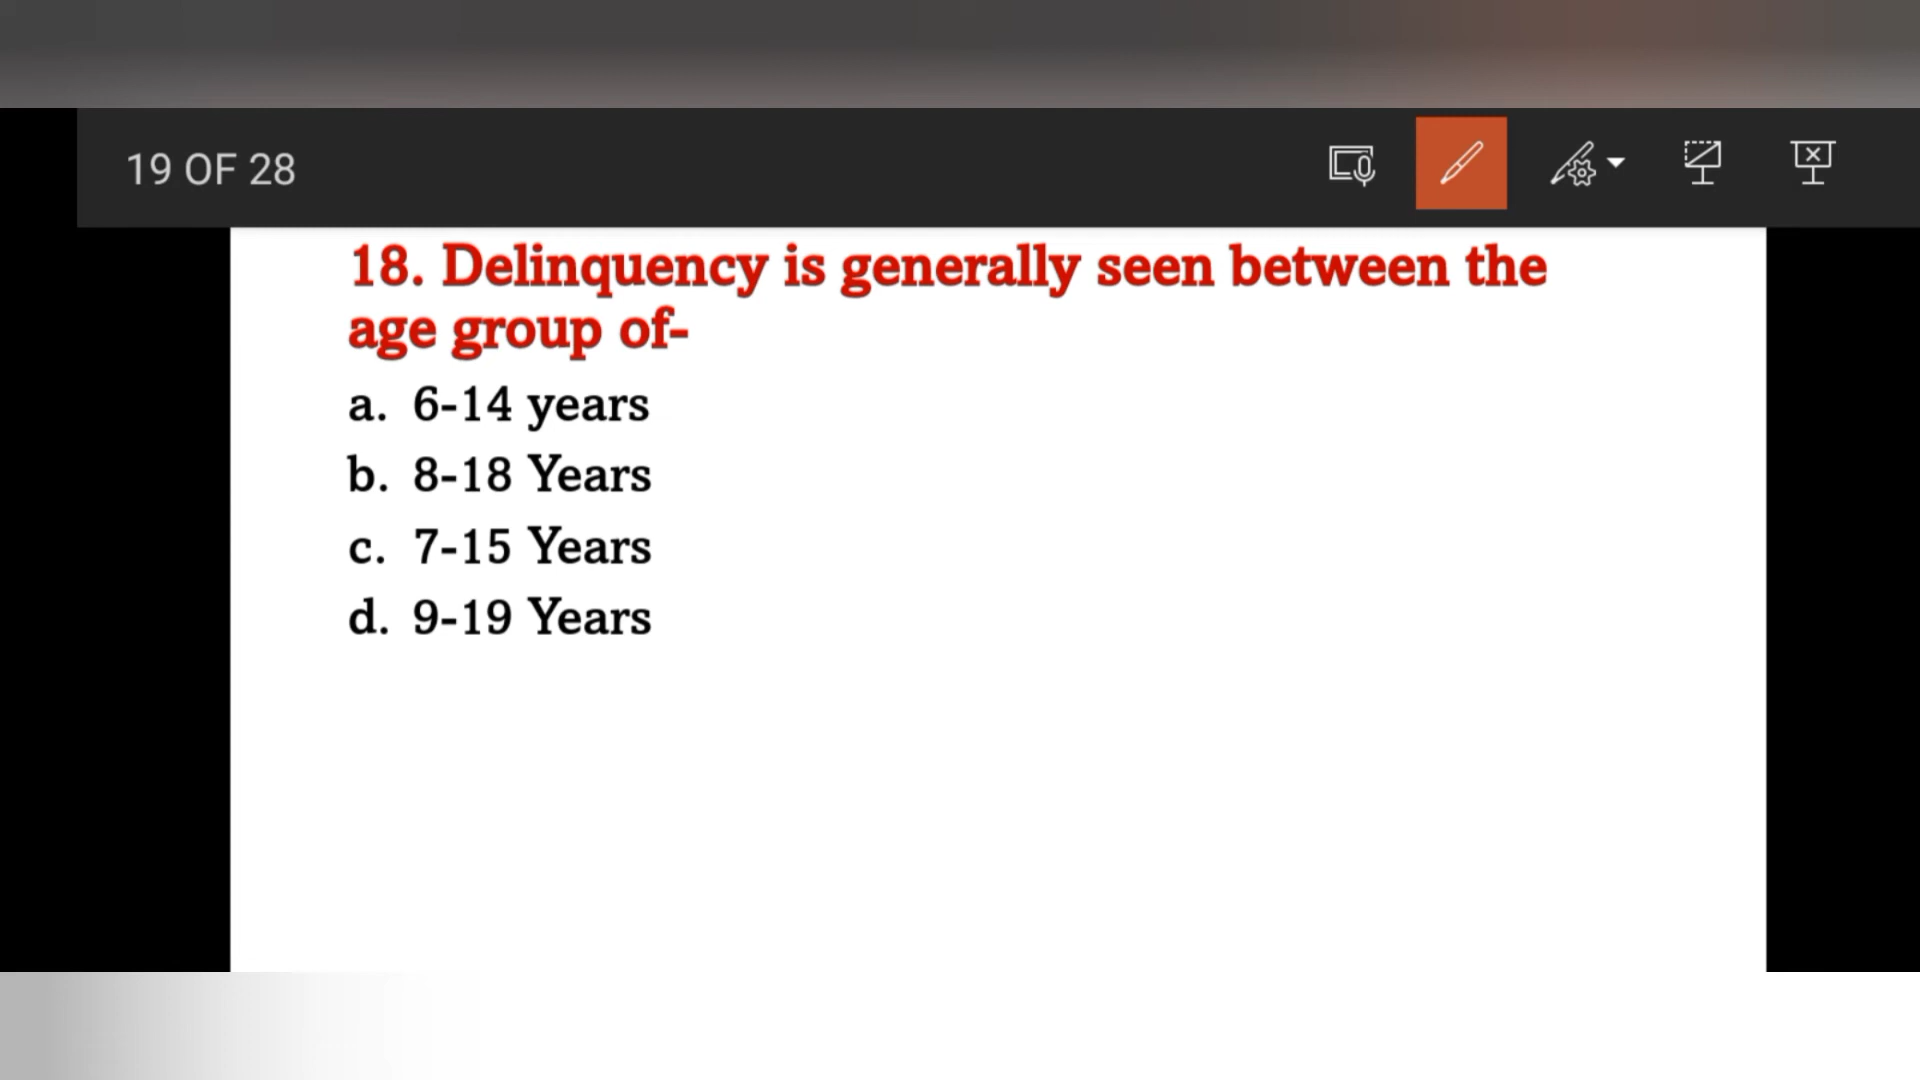 19 OF 28
18. Delinquency is generally seen between the
age group of-
a. 6-14 years
b. 8-18 Years
c. 7-15 Years
d. 9-19 Years